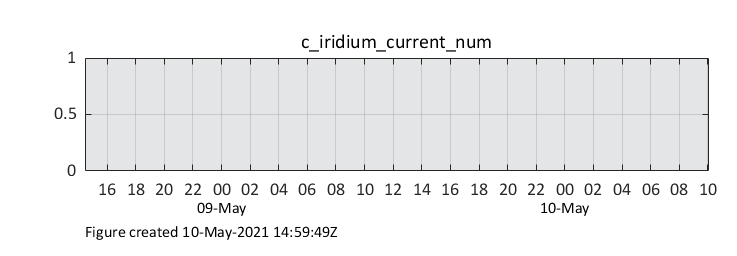 c_iridium_current_num
1
0.5
0
16 18 20 22 00 02 04 06 08 10 12 14 16 18 20 22 00 02 04 06 08 10
09-May 10-May
Figure created 10-May-2021 14:59:49Z